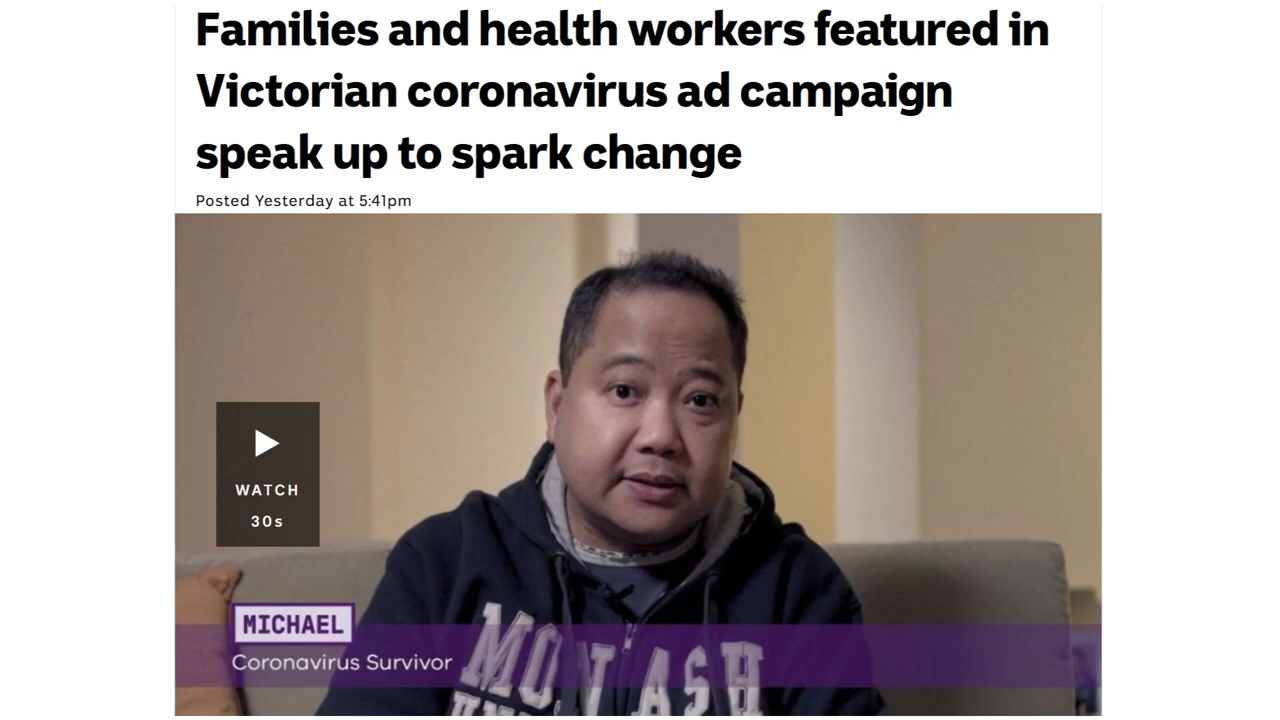 Families and health workers featured in
Victorian coronavirus ad campaign
speak up to spark change
Posted Yesterday at 5:41pm
WATCH
30s
MICHAEL
Coronavirus Survivor
MONASH